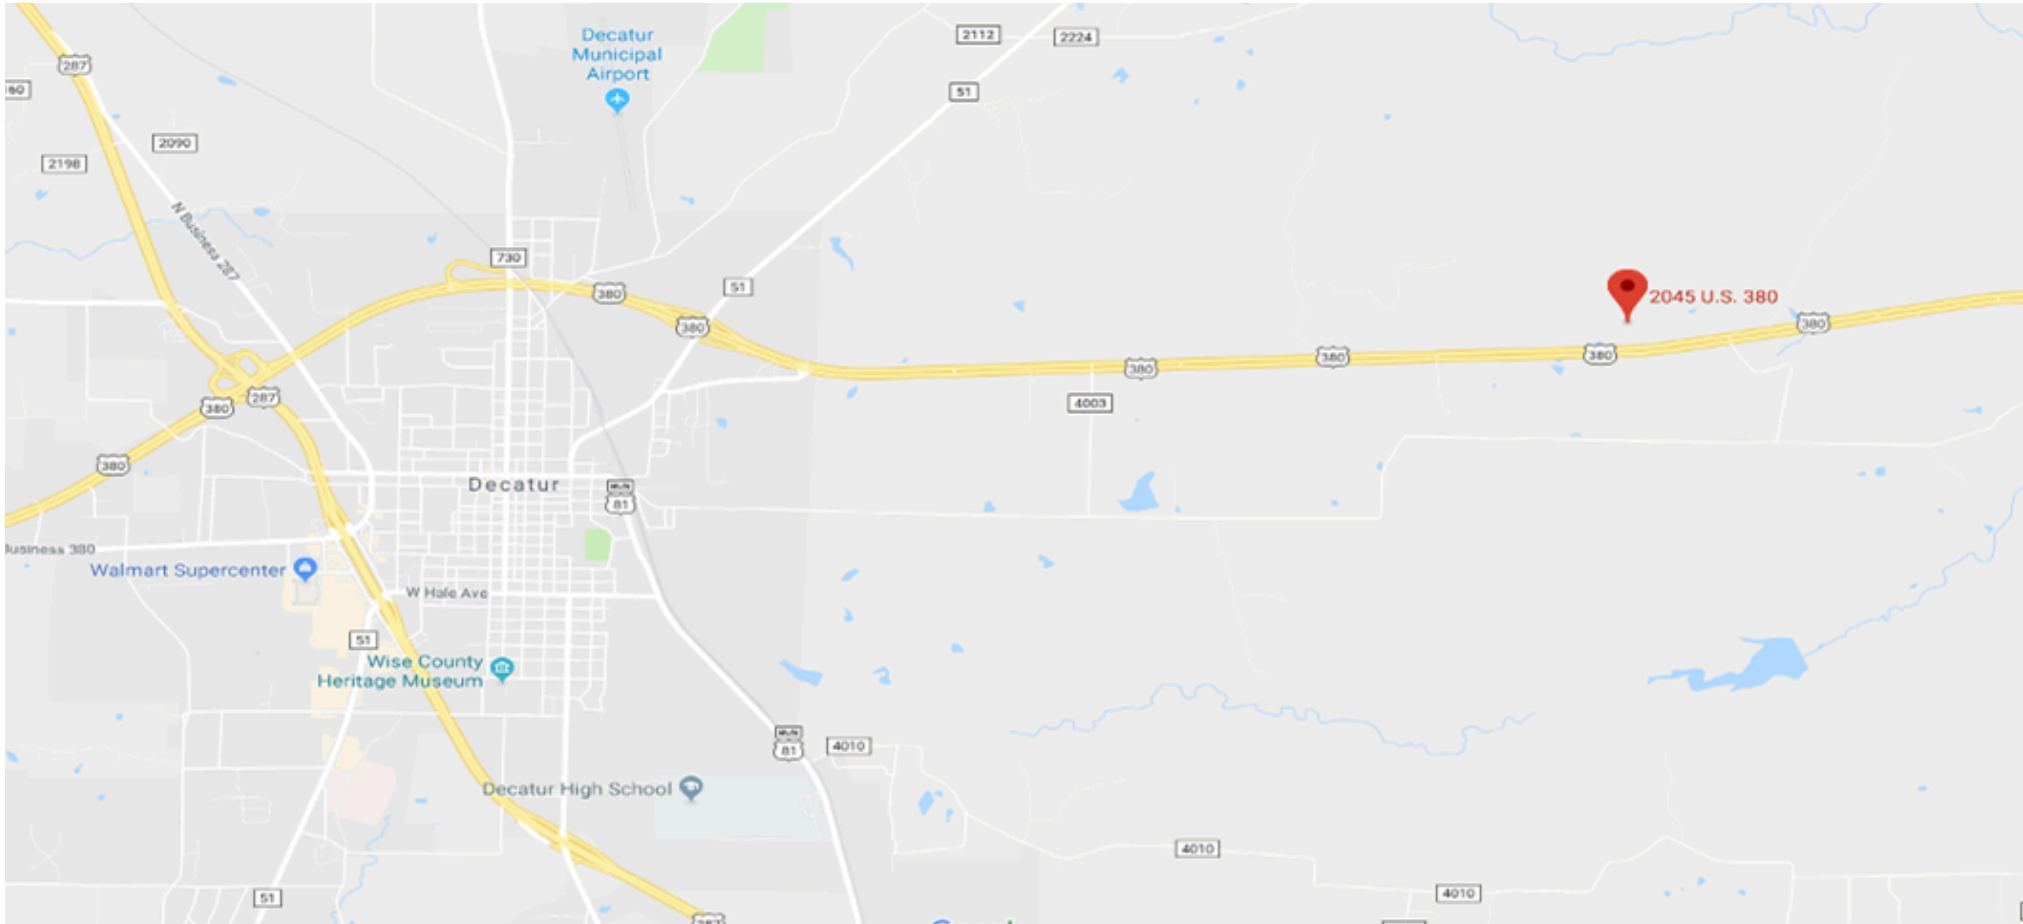 Decatur
Municipal
Airport
2112
2224
287
51
2090
2198
N Business 287
730
51
380
380
2045 U.S. 380
380
380
380
380
287
380
4003
380
Decatur
81
Business 380
Walmart Supercenter
W Hale Ave
51
Wise County
Heritage Museum
81
4010
Decatur High School
4010
4010
51